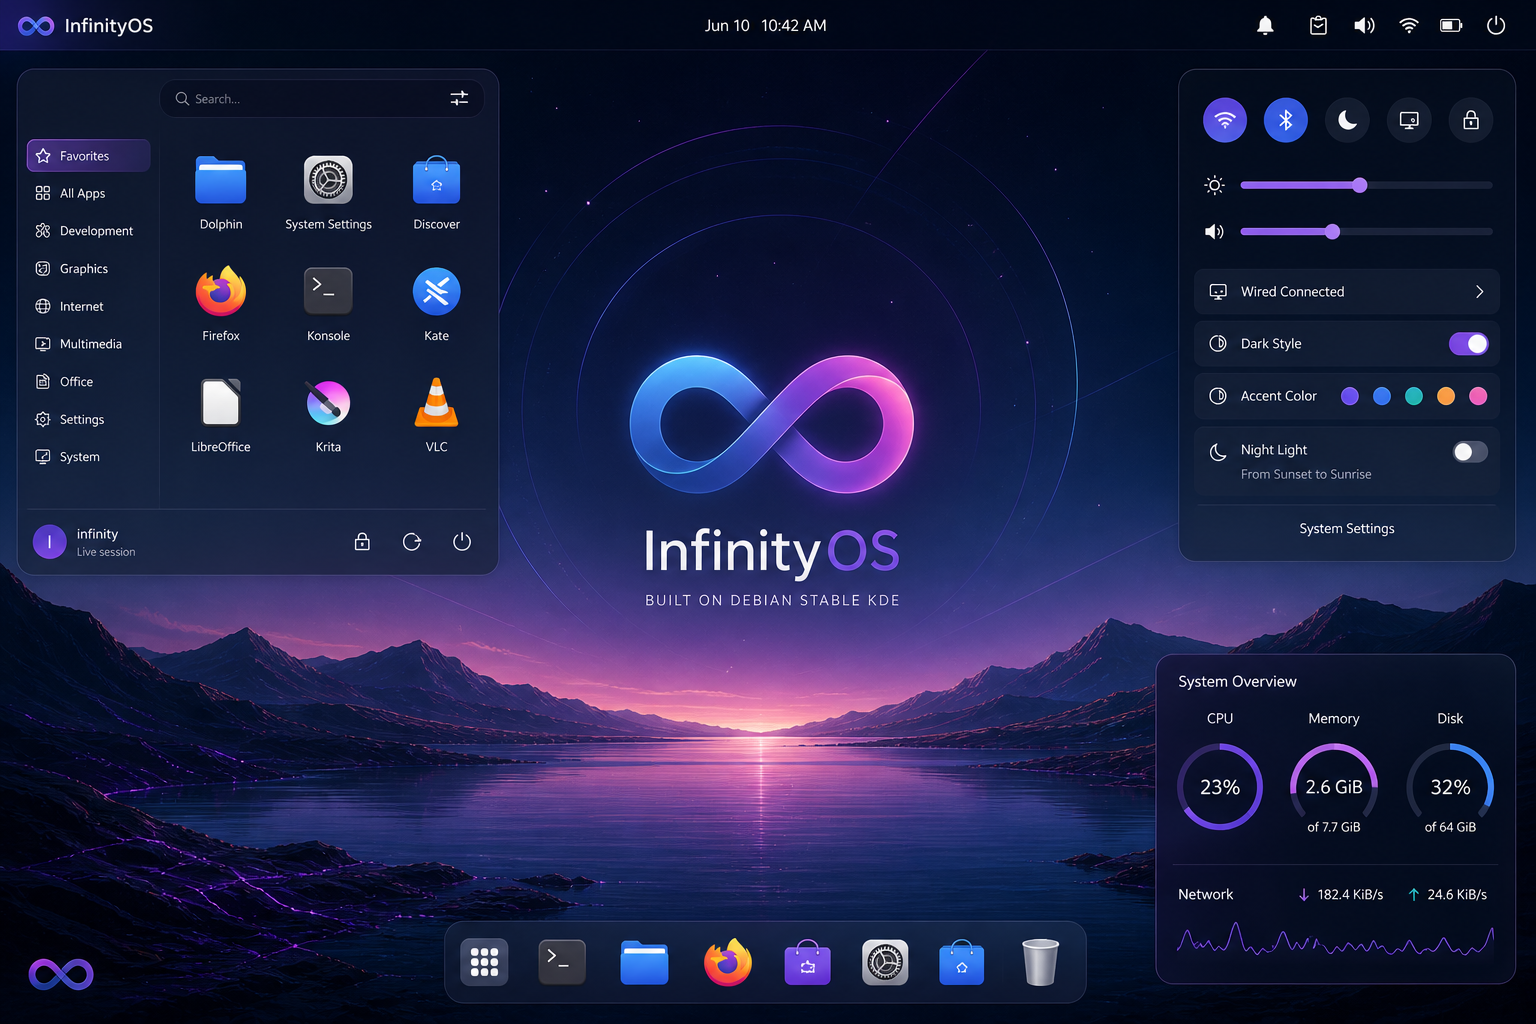 InfinityOS
Jun 10 10:42 AM
Search...
Favorites
All Apps
Development
Graphics
Internet
Multimedia
Office
Settings
System
Dolphin
System Settings
Discover
Firefox
Konsole
Kate
LibreOffice
Krita
VLC
I
infinity
Live session
InfinityOS
BUILT ON DEBIAN STABLE KDE
Wired Connected
Dark Style
Accent Color
Night Light
From Sunset to Sunrise
System Settings
System Overview
CPU
Memory
Disk
23%
2.6 GiB
32%
of 7.7 GiB
of 64 GiB
Network
↓ 182.4 KiB/s
↑ 24.6 KiB/s
>_